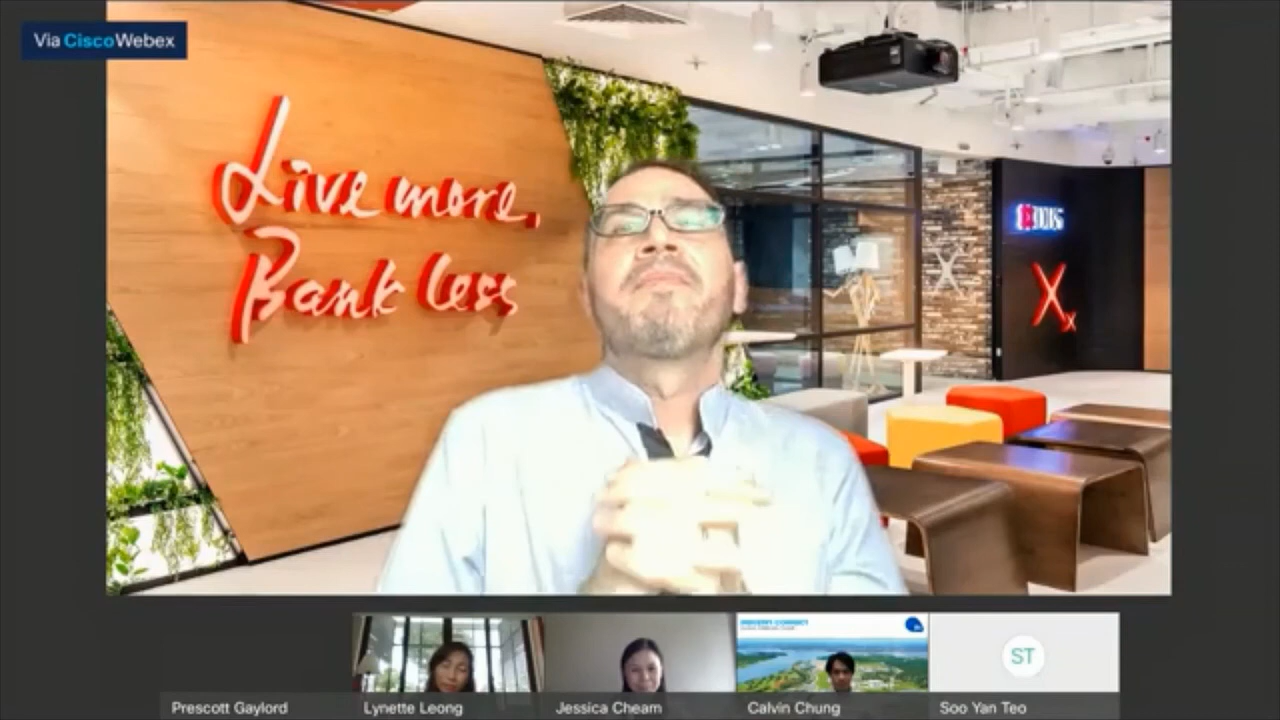 Via CiscoWebex
Live more,
Bank less
DBS
X
x
Prescott Gaylord
Lynette Leong
Jessica Cheam
Calvin Chung
Soo Yan Teo
ST